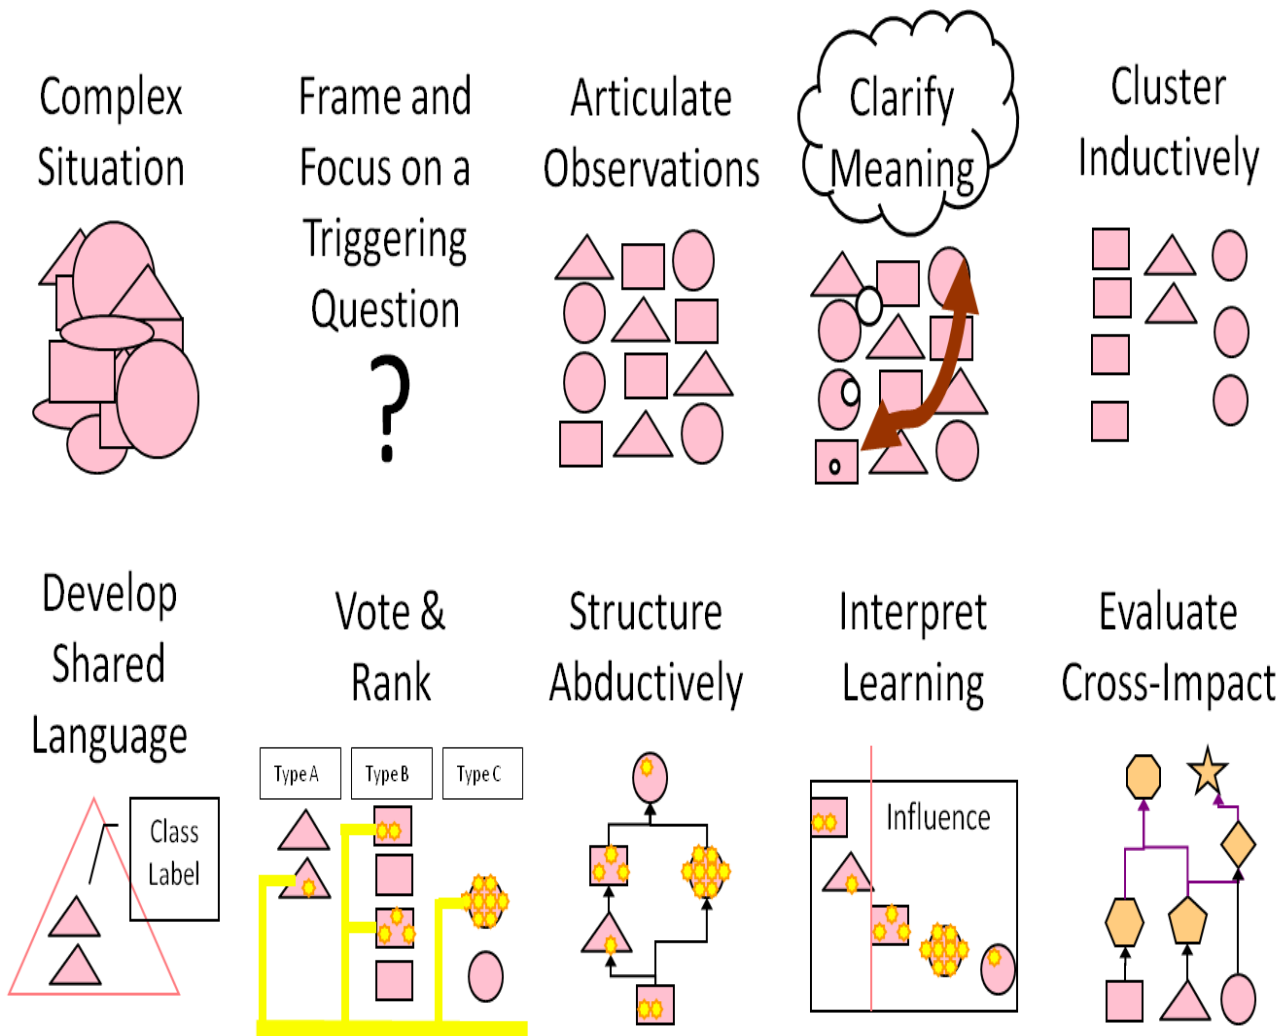 Complex
Situation
Frame and
Focus on a
Triggering
Question
?
Articulate
Observations
Clarify
Meaning
Cluster
Inductively
Develop
Shared
Language
Class
Label
Vote &
Rank
Type A
Type B
Type C
Structure
Abductively
Interpret
Learning
Influence
Evaluate
Cross-Impact